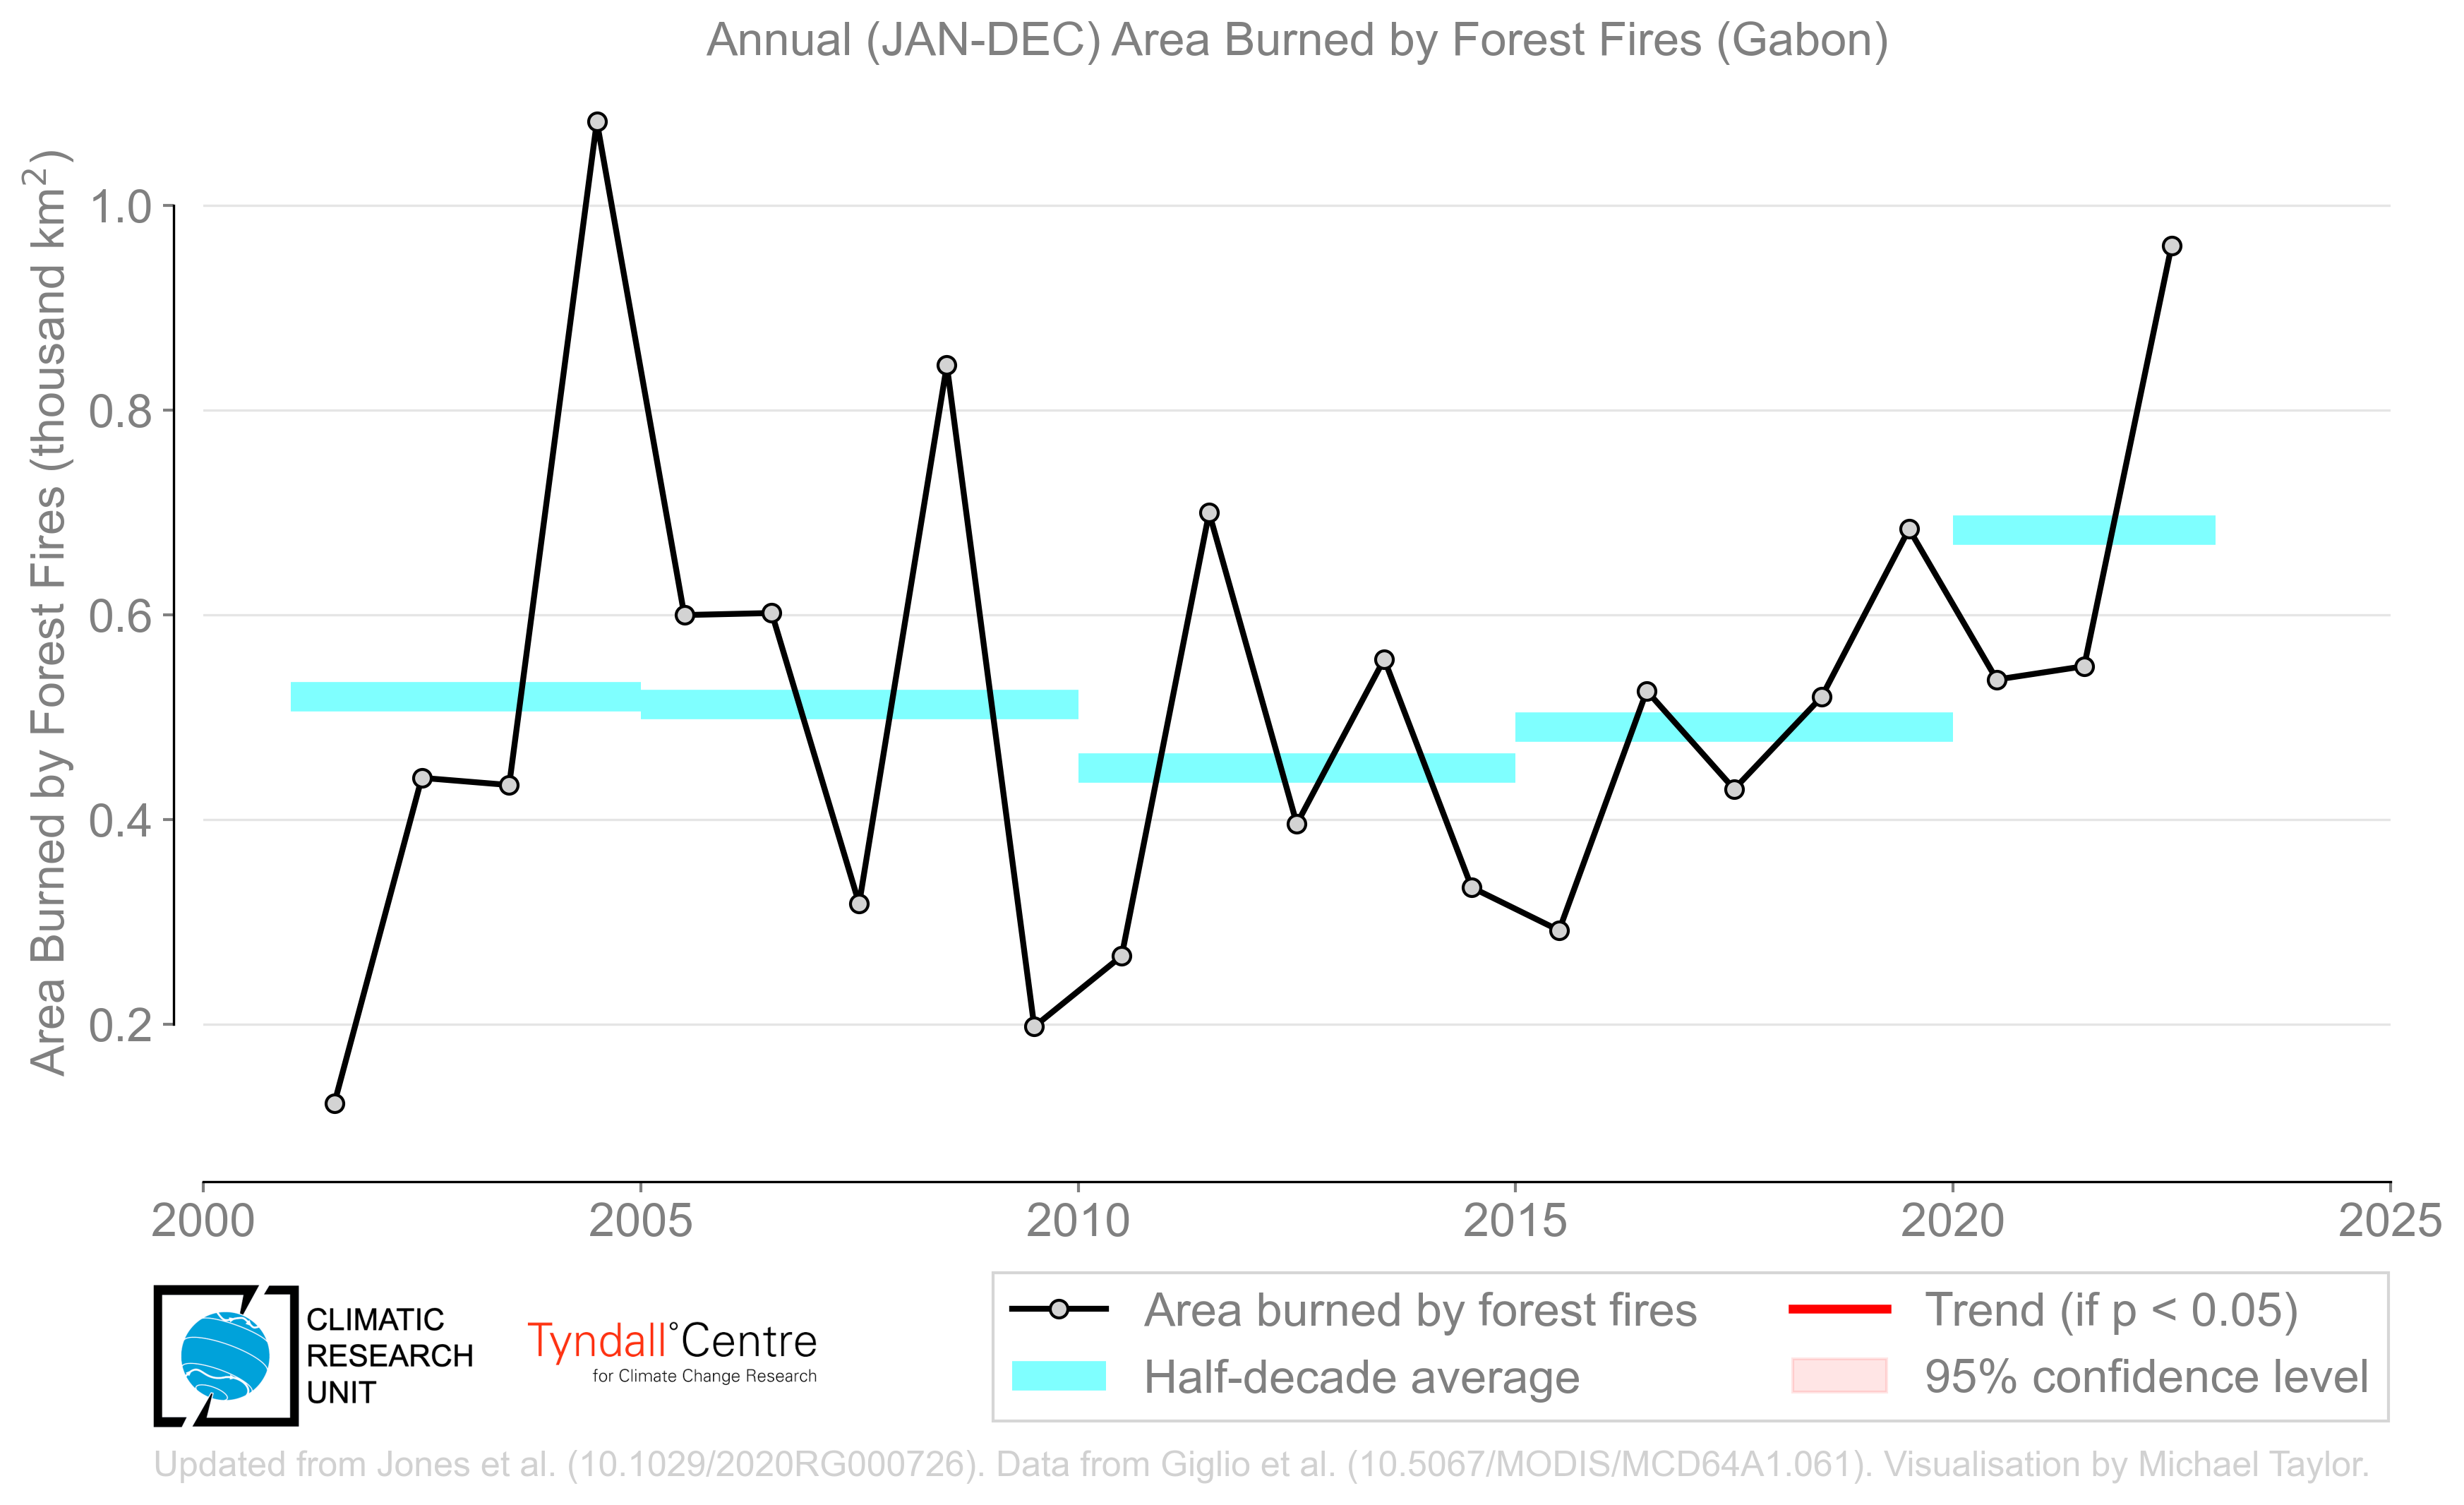 Annual (JAN-DEC) Area Burned by Forest Fires (Gabon)
Area Burned by Forest Fires (thousand km²)
1.0
0.8
0.6
0.4
0.2
2000 2005 2010 2015 2020 2025
CLIMATIC
RESEARCH
UNIT
Tyndall°Centre
for Climate Change Research
Area burned by forest fires
Half-decade average
Trend (if p < 0.05)
95% confidence level
Updated from Jones et al. (10.1029/2020RG000726). Data from Giglio et al. (10.5067/MODIS/MCD64A1.061). Visualisation by Michael Taylor.